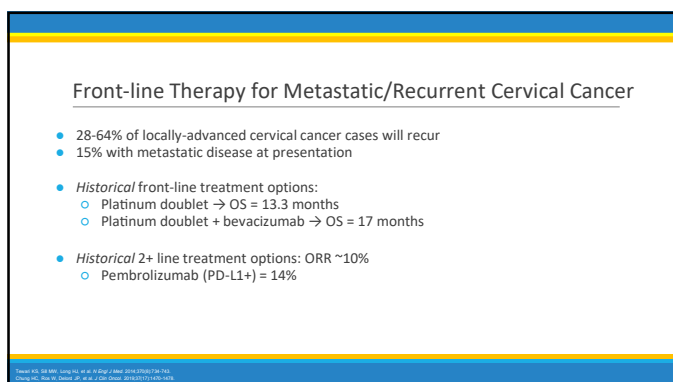 Front-line Therapy for Metastatic/Recurrent Cervical Cancer
● 28-64% of locally-advanced cervical cancer cases will recur
● 15% with metastatic disease at presentation
● Historical front-line treatment options:
○ Platinum doublet → OS = 13.3 months
○ Platinum doublet + bevacizumab → OS = 17 months
● Historical 2+ line treatment options: ORR ~10%
○ Pembrolizumab (PD-L1+) = 14%
Tewari KS, Sill MW, Long HJ, et al. N Engl J Med. 2014;370(8):734-743.
Chung HC, Ros W, Delord JP, et al. J Clin Oncol. 2019;37(17):1470-1478.